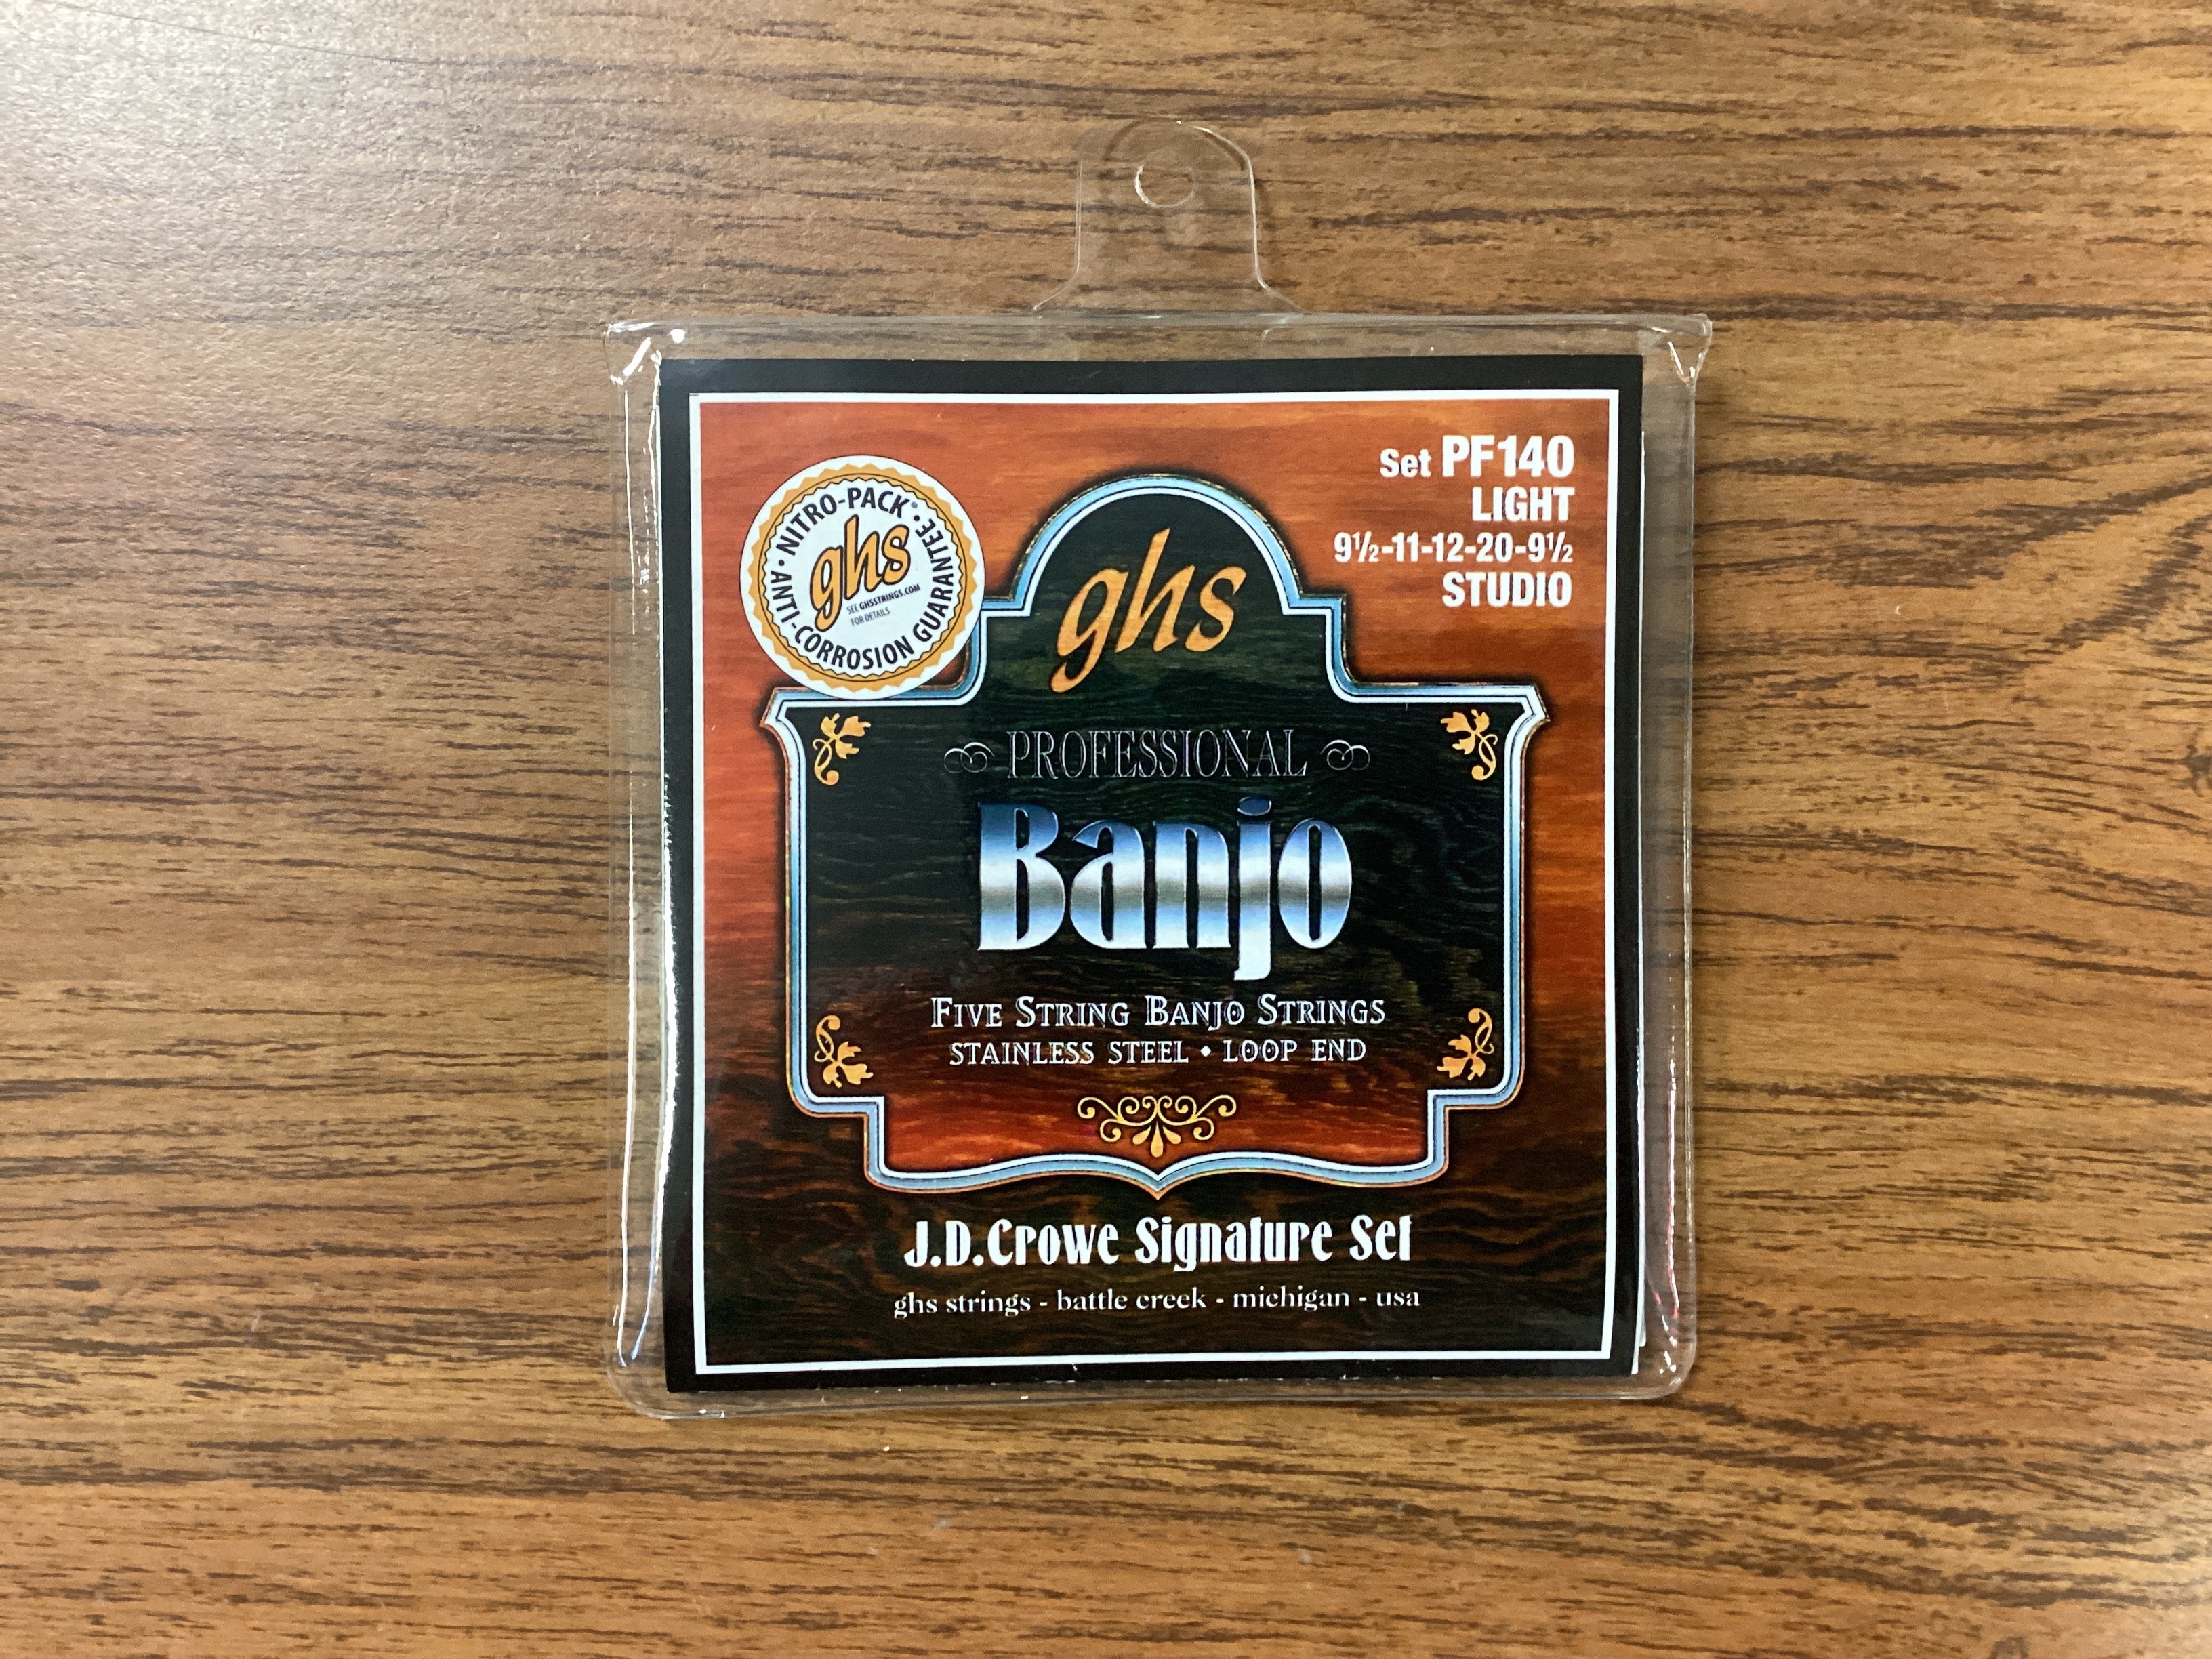 Set PF140
LIGHT
9½-11-12-20-9½
STUDIO
• NITRO-PACK® •
ANTI-CORROSION GUARANTEE
ghs
SEE GHSSTRINGS.COM
FOR DETAILS
ghs
PROFESSIONAL
Banjo
FIVE STRING BANJO STRINGS
STAINLESS STEEL • LOOP END
J.D.Crowe Signature Set
ghs strings - battle creek - michigan - usa